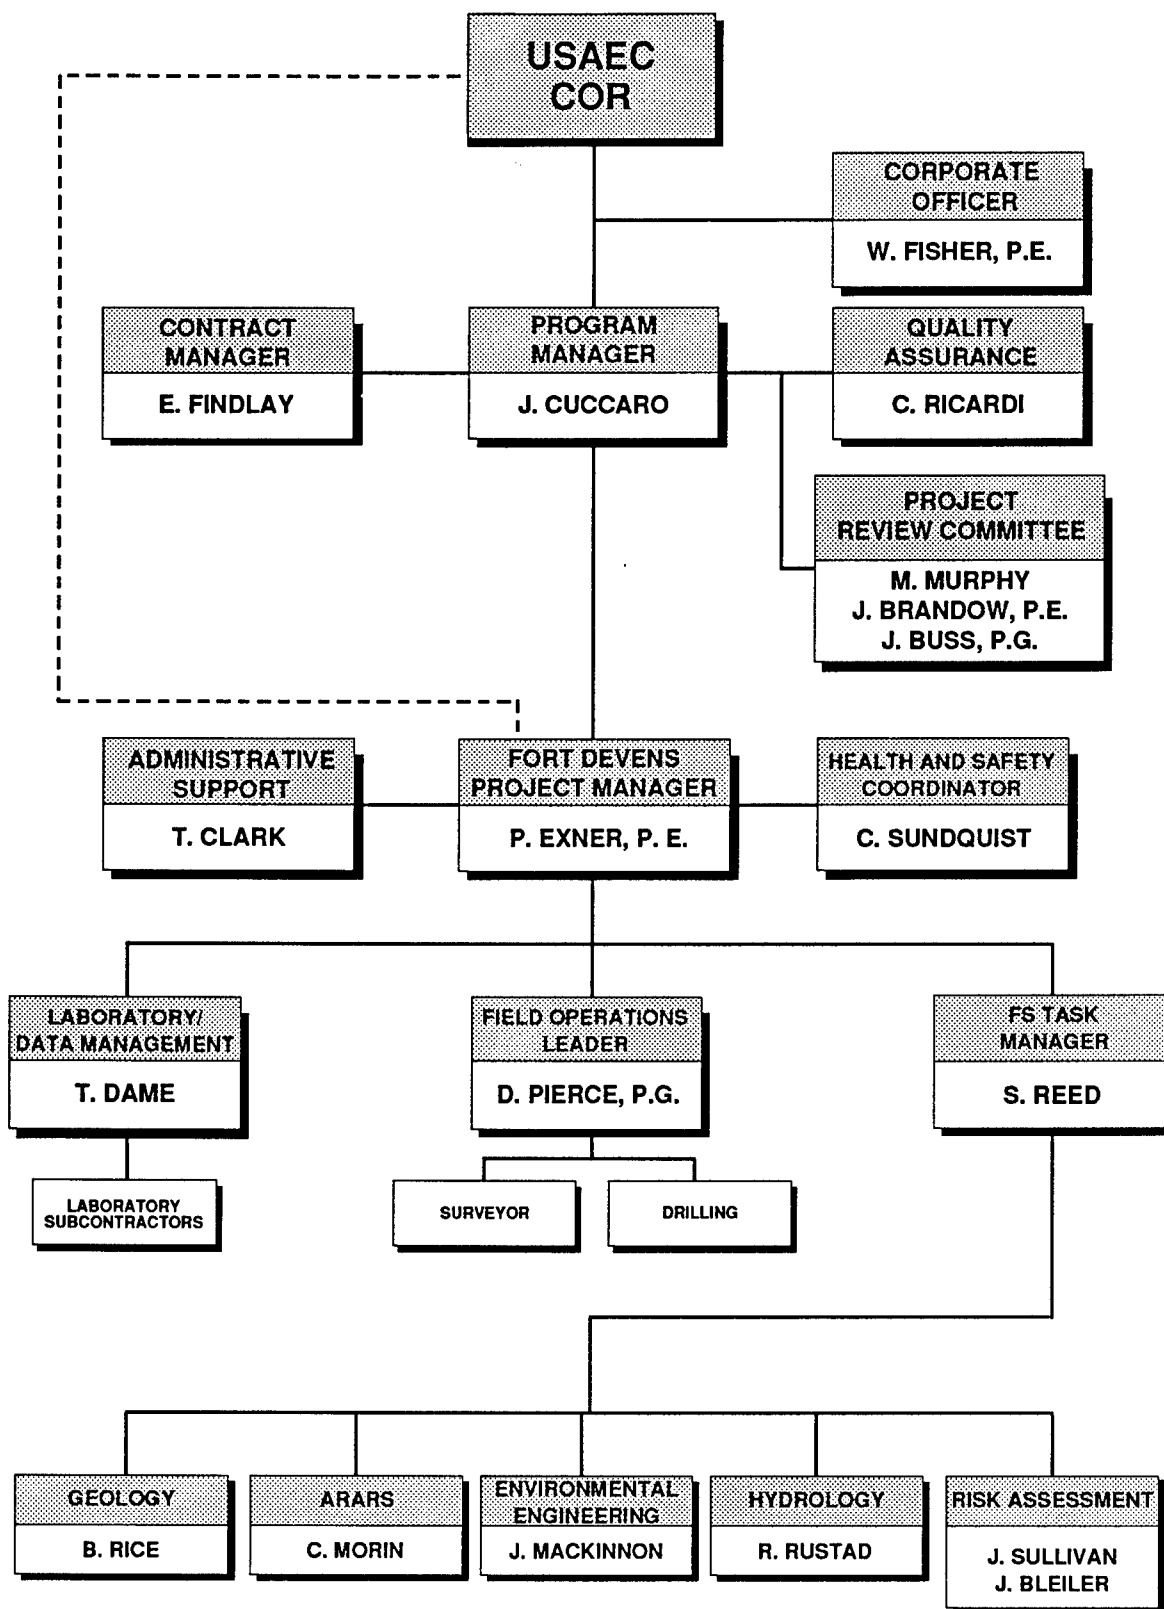 USAEC
COR
CORPORATE
OFFICER
W. FISHER, P.E.
CONTRACT
MANAGER
E. FINDLAY
PROGRAM
MANAGER
J. CUCCARO
QUALITY
ASSURANCE
C. RICARDI
PROJECT
REVIEW COMMITTEE
M. MURPHY
J. BRANDOW, P.E.
J. BUSS, P.G.
ADMINISTRATIVE
SUPPORT
T. CLARK
FORT DEVENS
PROJECT MANAGER
P. EXNER, P. E.
HEALTH AND SAFETY
COORDINATOR
C. SUNDQUIST
LABORATORY/
DATA MANAGEMENT
T. DAME
FIELD OPERATIONS
LEADER
D. PIERCE, P.G.
FS TASK
MANAGER
S. REED
LABORATORY
SUBCONTRACTORS
SURVEYOR
DRILLING
GEOLOGY
B. RICE
ARARS
C. MORIN
ENVIRONMENTAL
ENGINEERING
J. MACKINNON
HYDROLOGY
R. RUSTAD
RISK ASSESSMENT
J. SULLIVAN
J. BLEILER